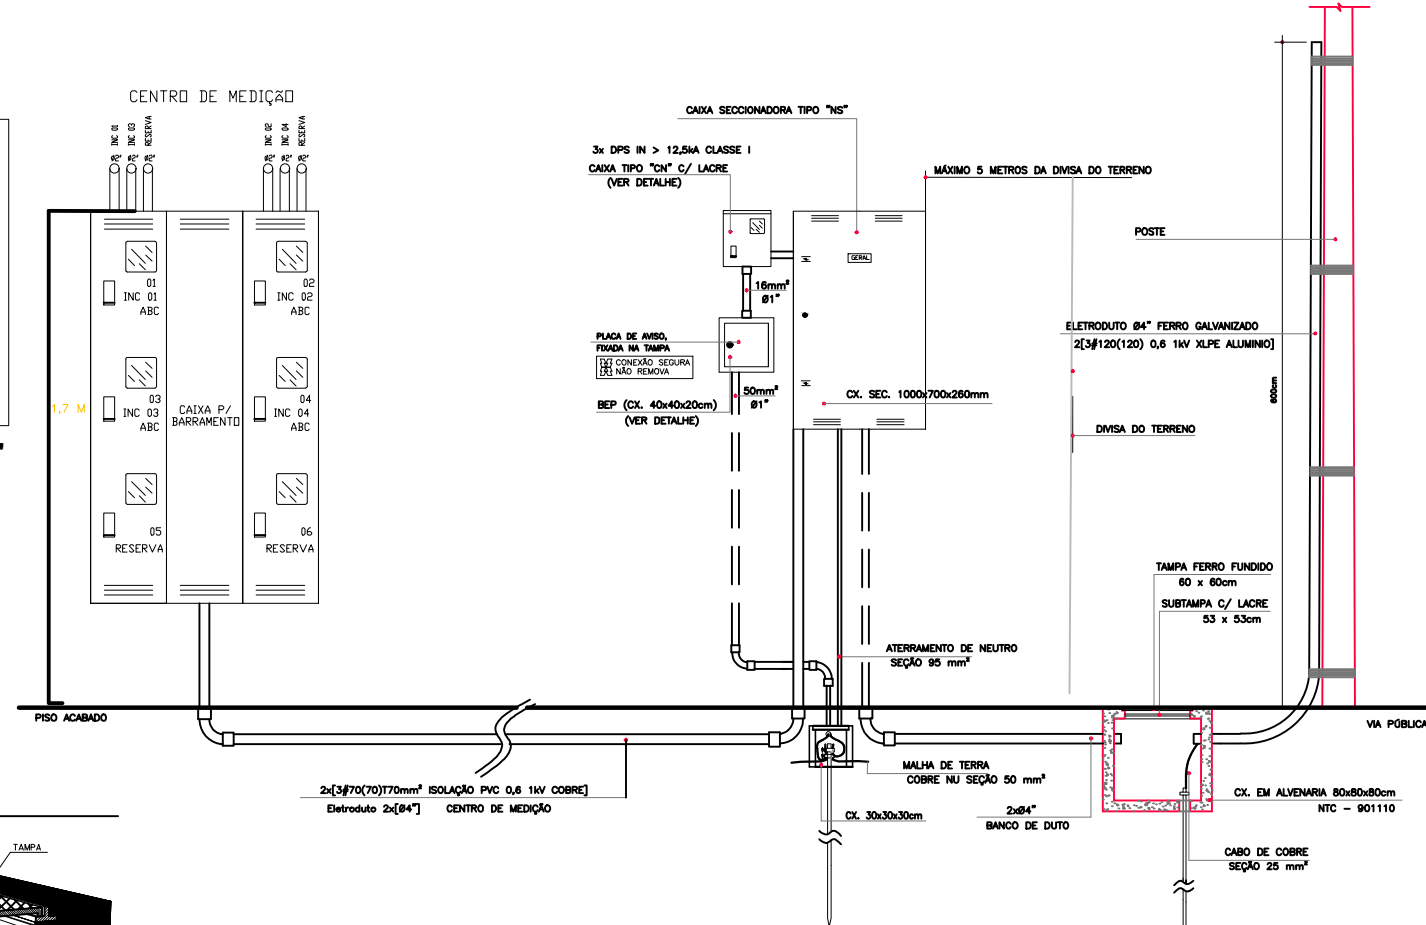 CENTRO DE MEDIÇÃO
INC 01
INC 03
RESERVA
INC 02
INC 04
RESERVA
Ø2"
Ø2"
Ø2"
Ø2"
Ø2"
Ø2"
01
INC 01
ABC
02
INC 02
ABC
03
INC 03
ABC
04
INC 04
ABC
CAIXA P/
BARRAMENTO
05
RESERVA
06
RESERVA
1,7 M
PISO ACABADO
CAIXA SECCIONADORA TIPO "NS"
3x DPS IN > 12,5kA CLASSE I
CAIXA TIPO "CN" C/ LACRE
(VER DETALHE)
MÁXIMO 5 METROS DA DIVISA DO TERRENO
POSTE
GERAL
16mm²
Ø1"
PLACA DE AVISO,
FIXADA NA TAMPA
CONEXÃO SEGURA
NÃO REMOVA
BEP (CX. 40x40x20cm)
(VER DETALHE)
50mm²
Ø1"
CX. SEC. 1000x700x260mm
ELETRODUTO Ø4" FERRO GALVANIZADO
2[3#120(120) 0,6 1kV XLPE ALUMINIO]
600cm
DIVISA DO TERRENO
TAMPA FERRO FUNDIDO
60 x 60cm
SUBTAMPA C/ LACRE
53 x 53cm
ATERRAMENTO DE NEUTRO
SEÇÃO 95 mm²
VIA PÚBLICA
MALHA DE TERRA
COBRE NU SEÇÃO 50 mm²
2x[3#70(70)T70mm² ISOLAÇÃO PVC 0,6 1kV COBRE]
Eletroduto 2x[Ø4"] CENTRO DE MEDIÇÃO
CX. 30x30x30cm
2xØ4"
BANCO DE DUTO
CX. EM ALVENARIA 80x80x80cm
NTC - 901110
CABO DE COBRE
SEÇÃO 25 mm²
TAMPA